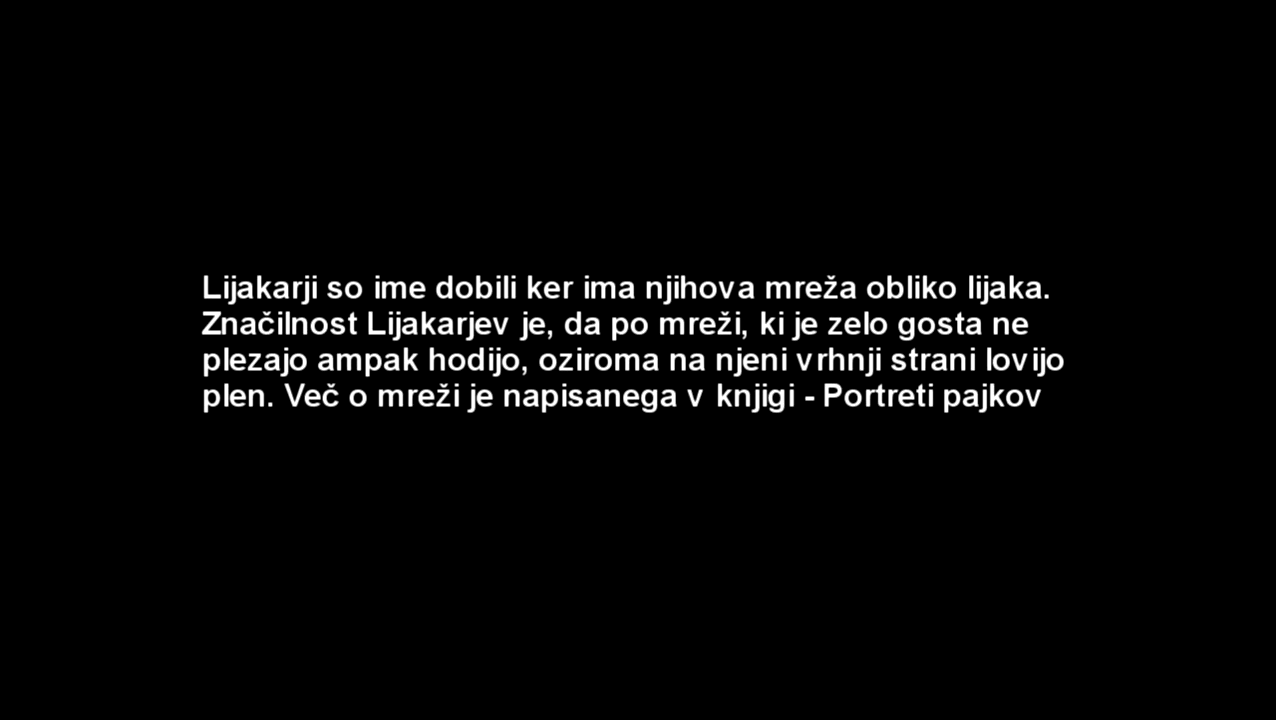 Lijakarji so ime dobili ker ima njihova mreža obliko lijaka.
Značilnost Lijakarjev je, da po mreži, ki je zelo gosta ne
plezajo ampak hodijo, oziroma na njeni vrhnji strani lovijo
plen. Več o mreži je napisanega v knjigi - Portreti pajkov